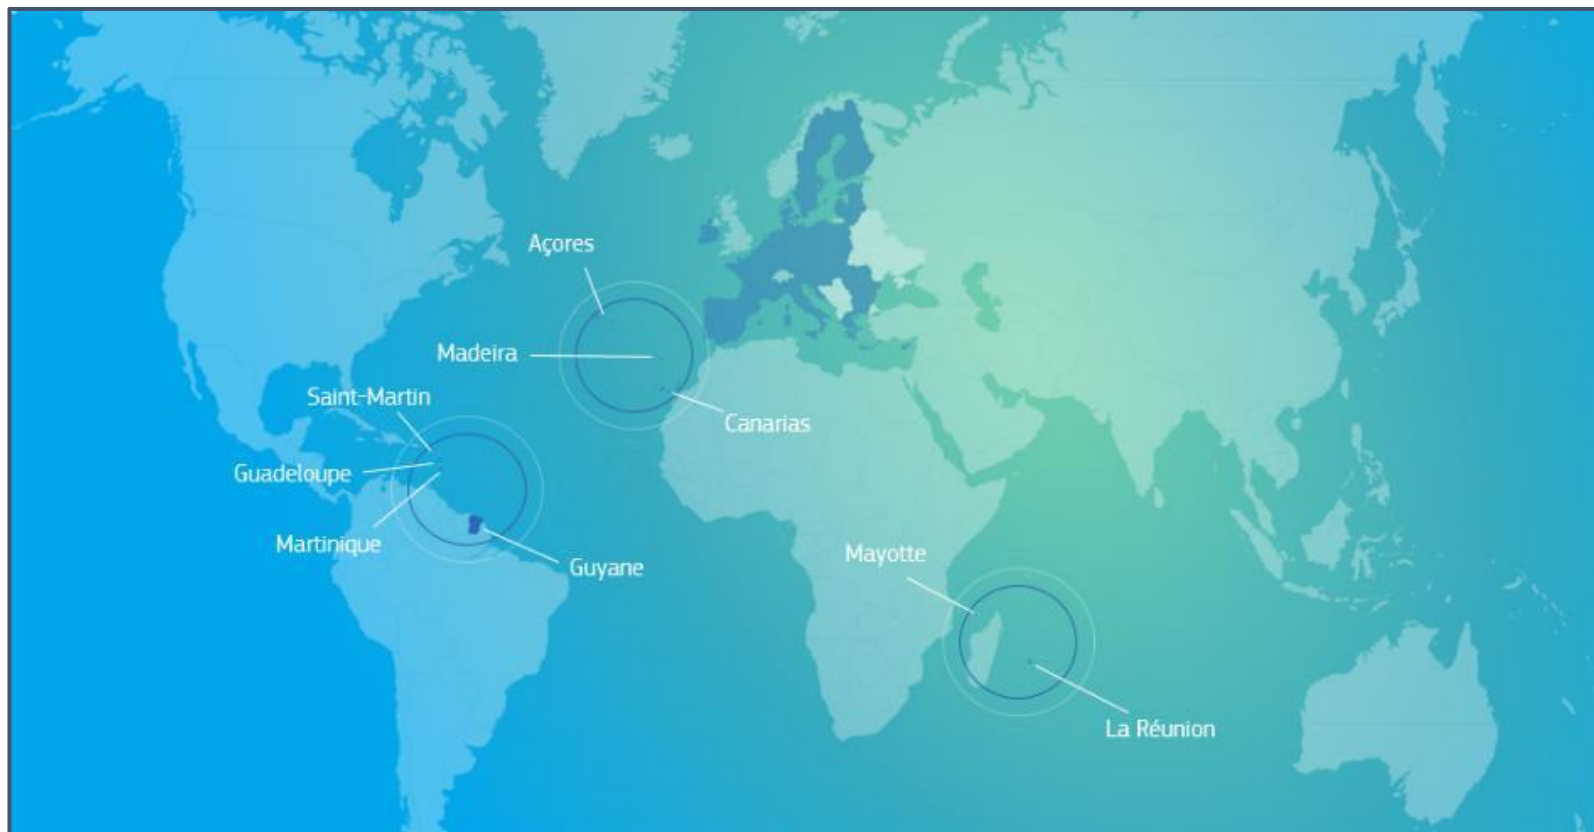 Açores
Madeira
Saint-Martin
Canarias
Guadeloupe
Martinique
Guyane
Mayotte
La Réunion